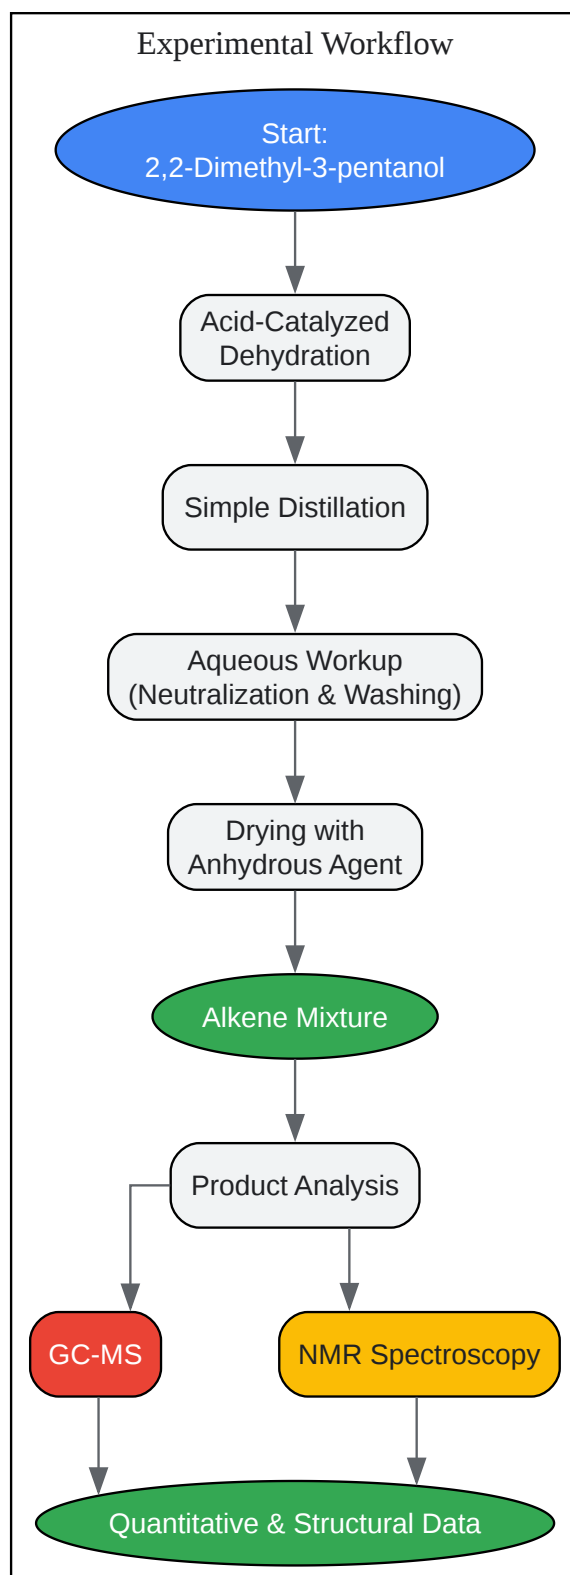 Experimental Workflow
Start:
2,2-Dimethyl-3-pentanol
Acid-Catalyzed
Dehydration
Simple Distillation
Aqueous Workup
(Neutralization & Washing)
Drying with
Anhydrous Agent
Alkene Mixture
Product Analysis
GC-MS
NMR Spectroscopy
Quantitative & Structural Data